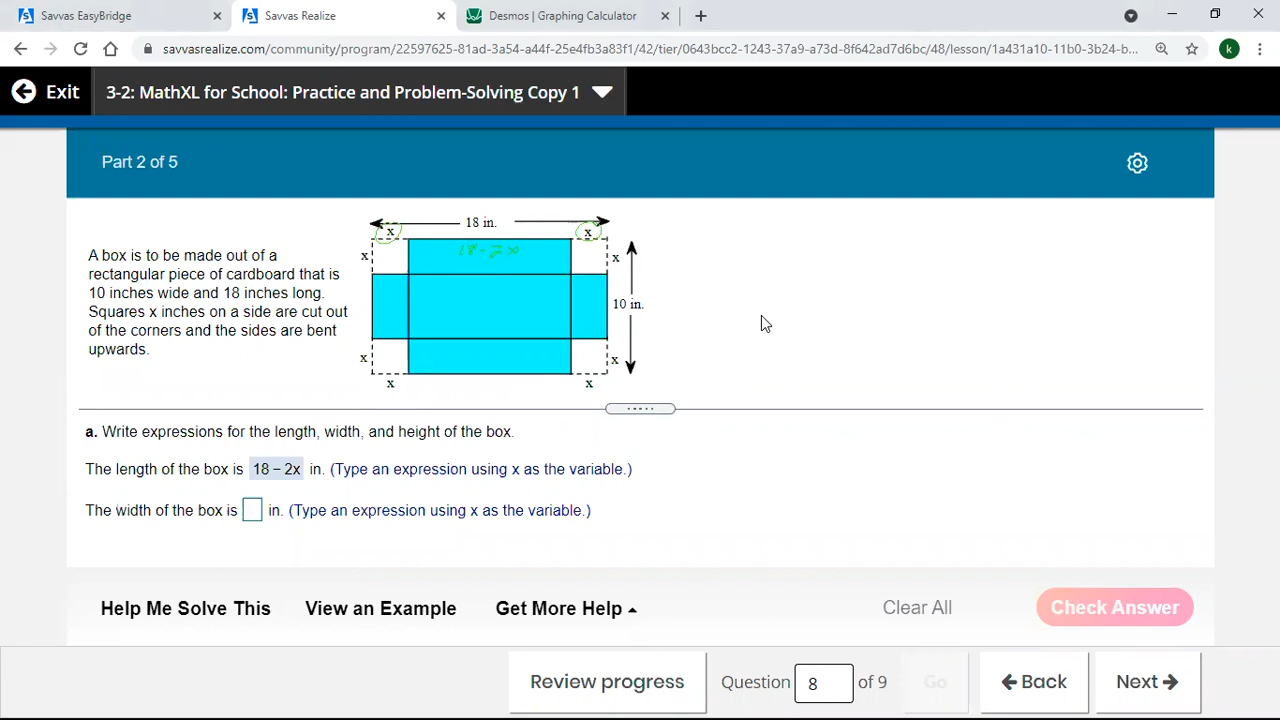 Savvas EasyBridge
Savvas Realize
Desmos | Graphing Calculator
savvasrealize.com/community/program/22597625-81ad-3a54-a44f-25e4fb3a83f1/42/tier/0643bcc2-1243-37a9-a73d-8f642ad7d6bc/48/lesson/1a431a10-11b0-3b24-b...
k
Exit
3-2: MathXL for School: Practice and Problem-Solving Copy 1
Part 2 of 5
18 in.
x
x
18 - 2x
x
x
10 in.
x
x
x
x
A box is to be made out of a
rectangular piece of cardboard that is
10 inches wide and 18 inches long.
Squares x inches on a side are cut out
of the corners and the sides are bent
upwards.
a. Write expressions for the length, width, and height of the box.
The length of the box is 18 − 2x in. (Type an expression using x as the variable.)
The width of the box is in. (Type an expression using x as the variable.)
Help Me Solve This
View an Example
Get More Help
Clear All
Check Answer
Review progress
Question 8 of 9
Go
Back
Next